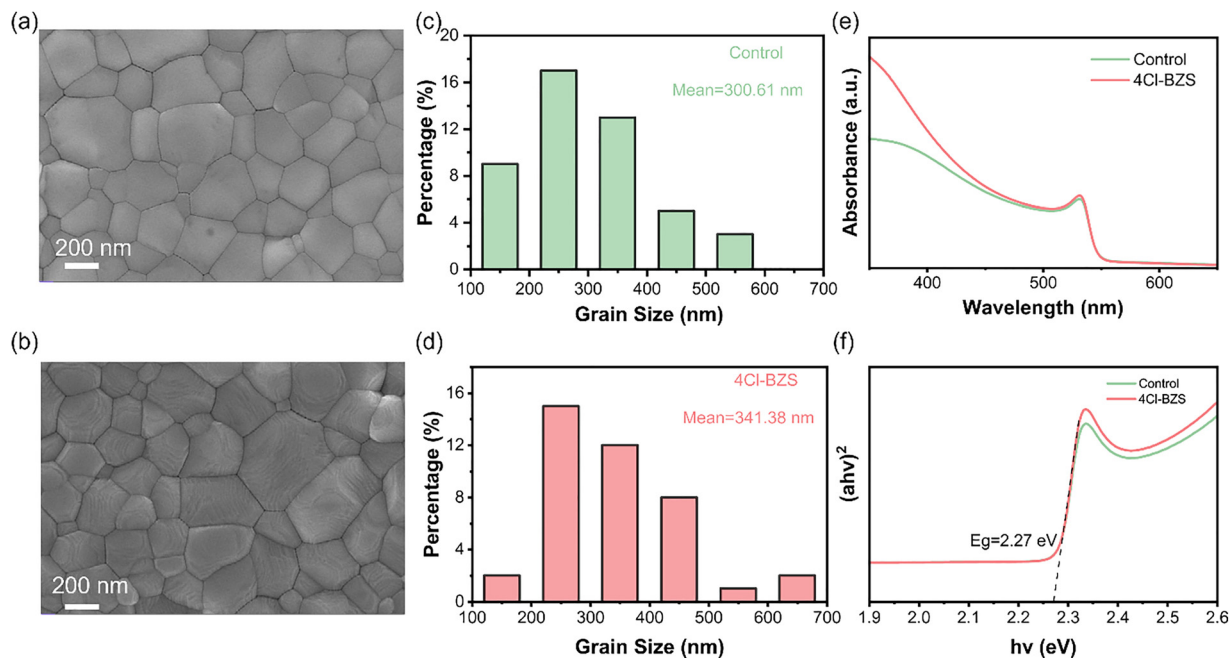 (a)
200 nm
(b)
200 nm
(c)
Control
Mean=300.61 nm
Percentage (%)
20
16
12
8
4
0
100 200 300 400 500 600 700
Grain Size (nm)
(d)
4Cl-BZS
Mean=341.38 nm
Percentage (%)
16
12
8
4
0
100 200 300 400 500 600 700
Grain Size (nm)
(e)
Control
4Cl-BZS
Absorbance (a.u.)
400 500 600
Wavelength (nm)
(f)
Control
4Cl-BZS
(ahv)²
Eg=2.27 eV
1.9 2.0 2.1 2.2 2.3 2.4 2.5 2.6
hv (eV)